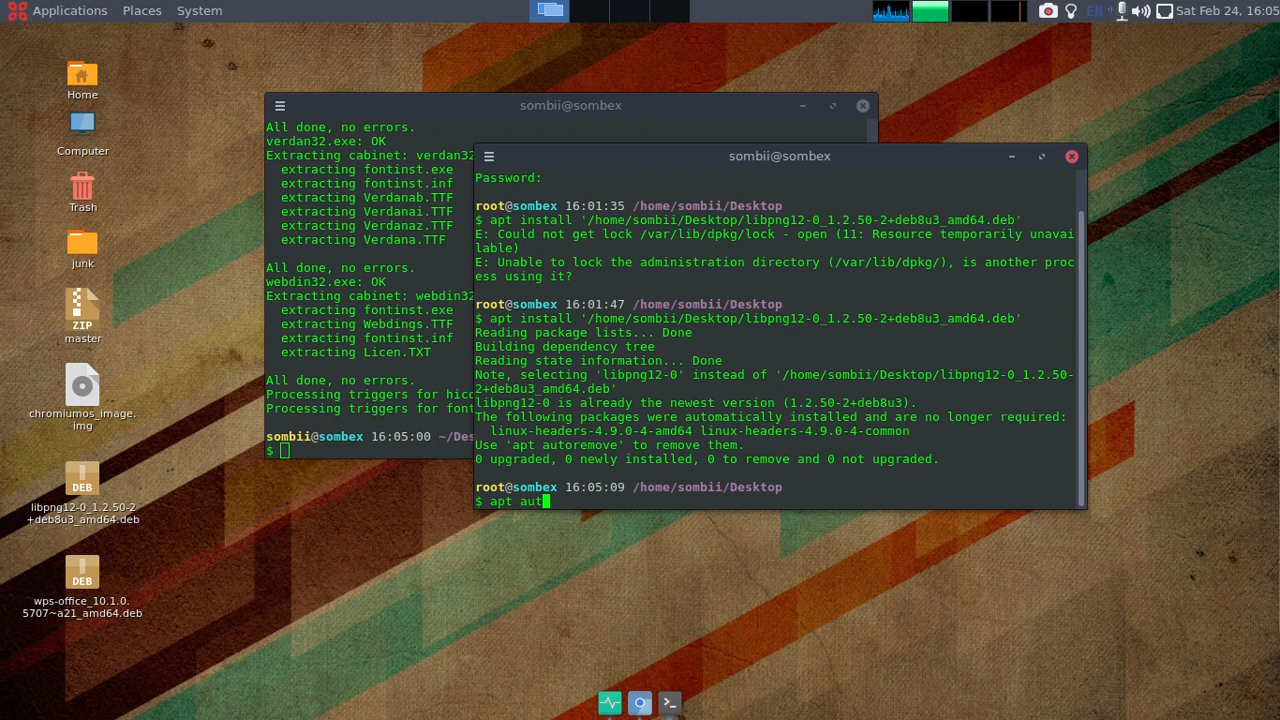 Applications Places System
EN
Sat Feb 24, 16:05
Home
Computer
Trash
junk
ZIP
master
chromiumos_image.
img
DEB
libpng12-0_1.2.50-2
+deb8u3_amd64.deb
DEB
wps-office_10.1.0.
5707~a21_amd64.deb
sombii@sombex
All done, no errors.
verdan32.exe: OK
Extracting cabinet: verdan32
  extracting fontinst.exe
  extracting fontinst.inf
  extracting Verdanab.TTF
  extracting Verdanai.TTF
  extracting Verdanaz.TTF
  extracting Verdana.TTF
All done, no errors.
webdin32.exe: OK
Extracting cabinet: webdin32
  extracting fontinst.exe
  extracting Webdings.TTF
  extracting fontinst.inf
  extracting Licen.TXT
All done, no errors.
Processing triggers for hico
Processing triggers for font
sombii@sombex 16:05:00 ~/Des
$
sombii@sombex
Password:
root@sombex 16:01:35 /home/sombii/Desktop
$ apt install '/home/sombii/Desktop/libpng12-0_1.2.50-2+deb8u3_amd64.deb'
E: Could not get lock /var/lib/dpkg/lock - open (11: Resource temporarily unavai
lable)
E: Unable to lock the administration directory (/var/lib/dpkg/), is another proc
ess using it?
root@sombex 16:01:47 /home/sombii/Desktop
$ apt install '/home/sombii/Desktop/libpng12-0_1.2.50-2+deb8u3_amd64.deb'
Reading package lists... Done
Building dependency tree
Reading state information... Done
Note, selecting 'libpng12-0' instead of '/home/sombii/Desktop/libpng12-0_1.2.50-
2+deb8u3_amd64.deb'
libpng12-0 is already the newest version (1.2.50-2+deb8u3).
The following packages were automatically installed and are no longer required:
  linux-headers-4.9.0-4-amd64 linux-headers-4.9.0-4-common
Use 'apt autoremove' to remove them.
0 upgraded, 0 newly installed, 0 to remove and 0 not upgraded.
root@sombex 16:05:09 /home/sombii/Desktop
$ apt aut